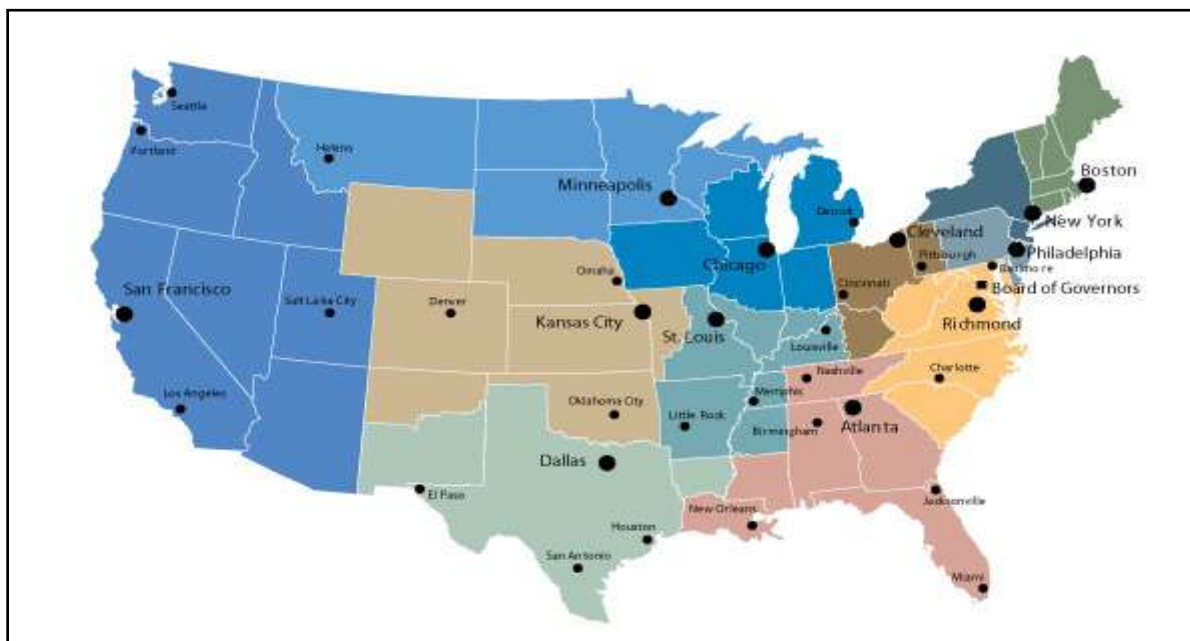 Seattle
Portland
Helena
Minneapolis
Boston
New York
Detroit
Cleveland
Pittburgh
Philadelphia
Baltimore
Chicago
Omaha
Cincinnati
Board of Governors
San Francisco
Salt Lake City
Denver
Kansas City
St. Louis
Richmond
Louisville
Nashville
Charlotte
Los Angeles
Memphis
Oklahoma City
Little Rock
Birmingham
Atlanta
Dallas
El Paso
New Orleans
Jacksonville
Houston
San Antonio
Miami